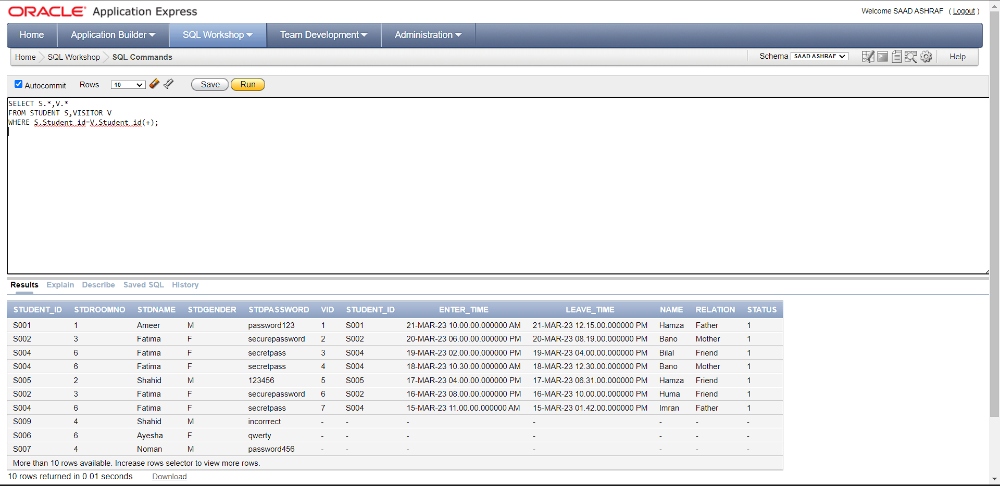 ORACLE Application Express
Welcome SAAD ASHRAF ( Logout )
Home Application Builder SQL Workshop Team Development Administration
Home SQL Workshop SQL Commands
Schema SAAD ASHRAF Help
Autocommit Rows 10 Save Run
SELECT S.*,V.*
FROM STUDENT S,VISITOR V
WHERE S.Student_id=V.Student_id(+);
Results Explain Describe Saved SQL History
STUDENT_ID STDROOMNO STDNAME STDGENDER STDPASSWORD VID STUDENT_ID ENTER_TIME LEAVE_TIME NAME RELATION STATUS
S001 1 Ameer M password123 1 S001 21-MAR-23 10.00.00.000000 AM 21-MAR-23 12.15.00.000000 PM Hamza Father 1
S002 3 Fatima F securepassword 2 S002 20-MAR-23 06.00.00.000000 PM 20-MAR-23 08.19.00.000000 PM Bano Mother 1
S004 6 Fatima F secretpass 3 S004 19-MAR-23 02.00.00.000000 PM 19-MAR-23 04.00.00.000000 PM Bilal Friend 1
S004 6 Fatima F secretpass 4 S004 18-MAR-23 10.30.00.000000 AM 18-MAR-23 12.30.00.000000 PM Bano Mother 1
S005 2 Shahid M 123456 5 S005 17-MAR-23 04.00.00.000000 PM 17-MAR-23 06.31.00.000000 PM Hamza Friend 1
S002 3 Fatima F securepassword 6 S002 16-MAR-23 08.00.00.000000 PM 16-MAR-23 10.00.00.000000 PM Huma Friend 1
S004 6 Fatima F secretpass 7 S004 15-MAR-23 11.00.00.000000 AM 15-MAR-23 01.42.00.000000 PM Imran Father 1
S009 4 Shahid M incorrrect - - - - - - -
S006 6 Ayesha F qwerty - - - - - - -
S007 4 Noman M password456 - - - - - - -
More than 10 rows available. Increase rows selector to view more rows.
10 rows returned in 0.01 seconds Download